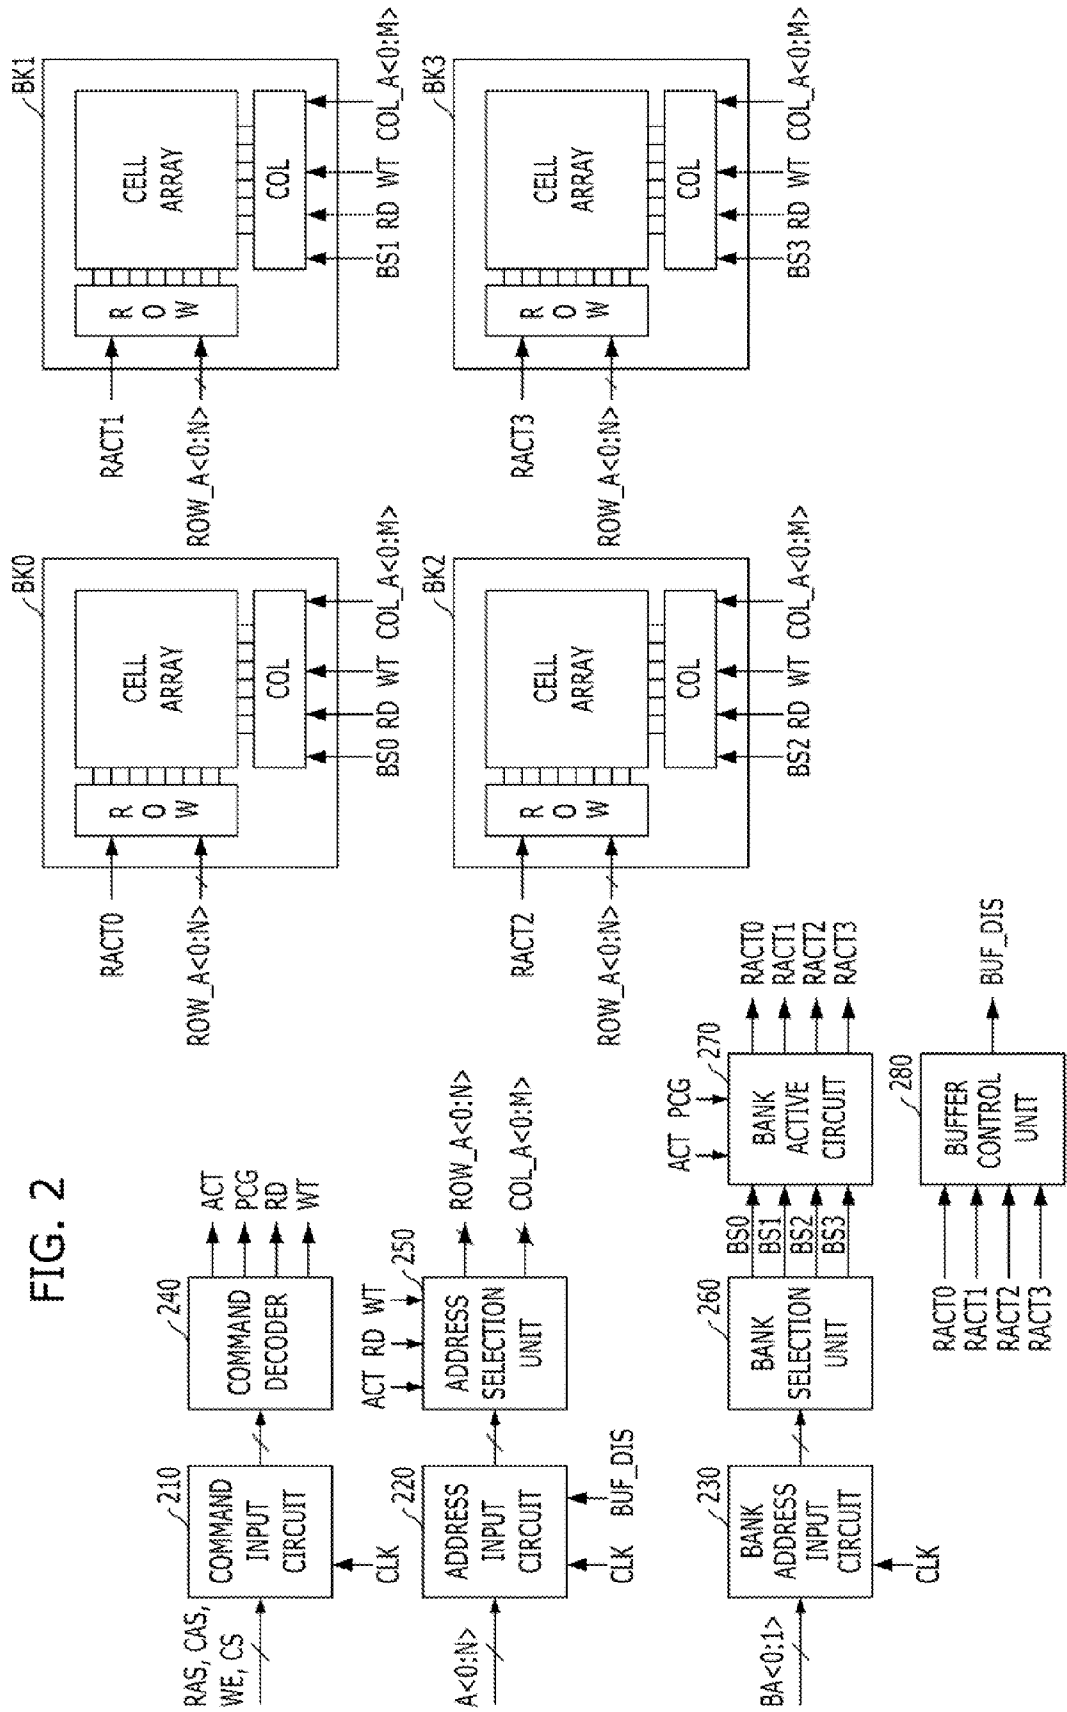 FIG. 2
RAS, CAS,
WE, CS
210
COMMAND
INPUT
CIRCUIT
CLK
240
COMMAND
DECODER
ACT
PCG
RD
WT
A<0:N>
220
ADDRESS
INPUT
CIRCUIT
CLK
BUF_DIS
ACT RD WT
250
ADDRESS
SELECTION
UNIT
ROW_A<0:N>
COL_A<0:M>
BA<0:1>
230
BANK
ADDRESS
INPUT
CIRCUIT
CLK
260
BANK
SELECTION
UNIT
BS0
BS1
BS2
BS3
ACT PCG
270
BANK
ACTIVE
CIRCUIT
RACT0
RACT1
RACT2
RACT3
RACT0
RACT1
RACT2
RACT3
280
BUFFER
CONTROL
UNIT
BUF_DIS
BK0
RACT0
ROW_A<0:N>
R
O
W
CELL
ARRAY
COL
BS0 RD WT COL_A<0:M>
BK1
RACT1
ROW_A<0:N>
R
O
W
CELL
ARRAY
COL
BS1 RD WT COL_A<0:M>
BK2
RACT2
ROW_A<0:N>
R
O
W
CELL
ARRAY
COL
BS2 RD WT COL_A<0:M>
BK3
RACT3
ROW_A<0:N>
R
O
W
CELL
ARRAY
COL
BS3 RD WT COL_A<0:M>